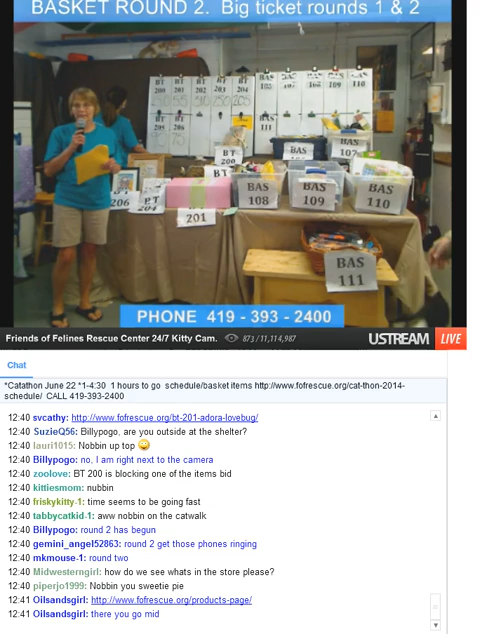 BASKET ROUND 2. Big ticket rounds 1 & 2
BT 200
BT 201
BT 202
BT 203
BT 204
BAS 110
BT 205
BT 206
BAS 111
BAS 107
BT 200
BT
206
BT 204
201
BAS 108
BAS 109
BAS 110
BAS 111
PHONE 419 - 393 - 2400
Friends of Felines Rescue Center 24/7 Kitty Cam. 873 / 11,114,987 USTREAM LIVE
Chat
*Catathon June 22 *1-4:30 1 hours to go schedule/basket items http://www.fofrescue.org/cat-thon-2014-
schedule/ CALL 419-393-2400
12:40 svcathy: http://www.fofrescue.org/bt-201-adora-lovebug/
12:40 SuzieQ56: Billypogo, are you outside at the shelter?
12:40 lauri1015: Nobbin up top
12:40 Billypogo: no, I am right next to the camera
12:40 zoolove: BT 200 is blocking one of the items bid
12:40 kittiesmom: nubbin
12:40 friskykitty-1: time seems to be going fast
12:40 tabbycatkid-1: aww nobbin on the catwalk
12:40 Billypogo: round 2 has begun
12:40 gemini_angel52863: round 2 get those phones ringing
12:40 mkmouse-1: round two
12:40 Midwesterngirl: how do we see whats in the store please?
12:40 piperjo1999: Nobbin you sweetie pie
12:41 Oilsandsgirl: http://www.fofrescue.org/products-page/
12:41 Oilsandsgirl: there you go mid